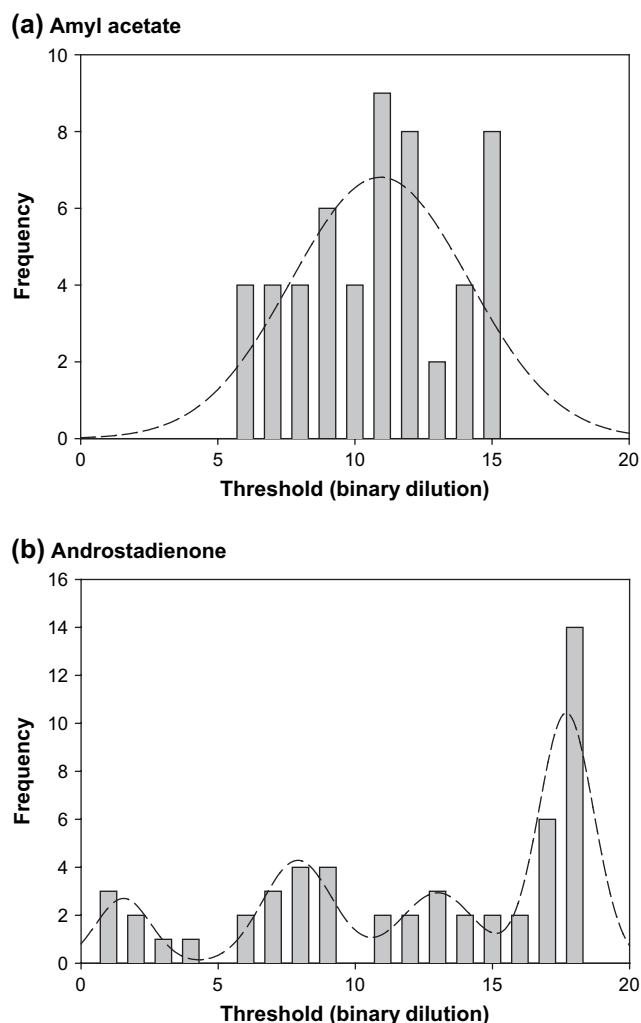 (a) Amyl acetate
10
8
6
4
2
0
Frequency
0 5 10 15 20
Threshold (binary dilution)
(b) Androstadienone
16
14
12
10
8
6
4
2
0
Frequency
0 5 10 15 20
Threshold (binary dilution)